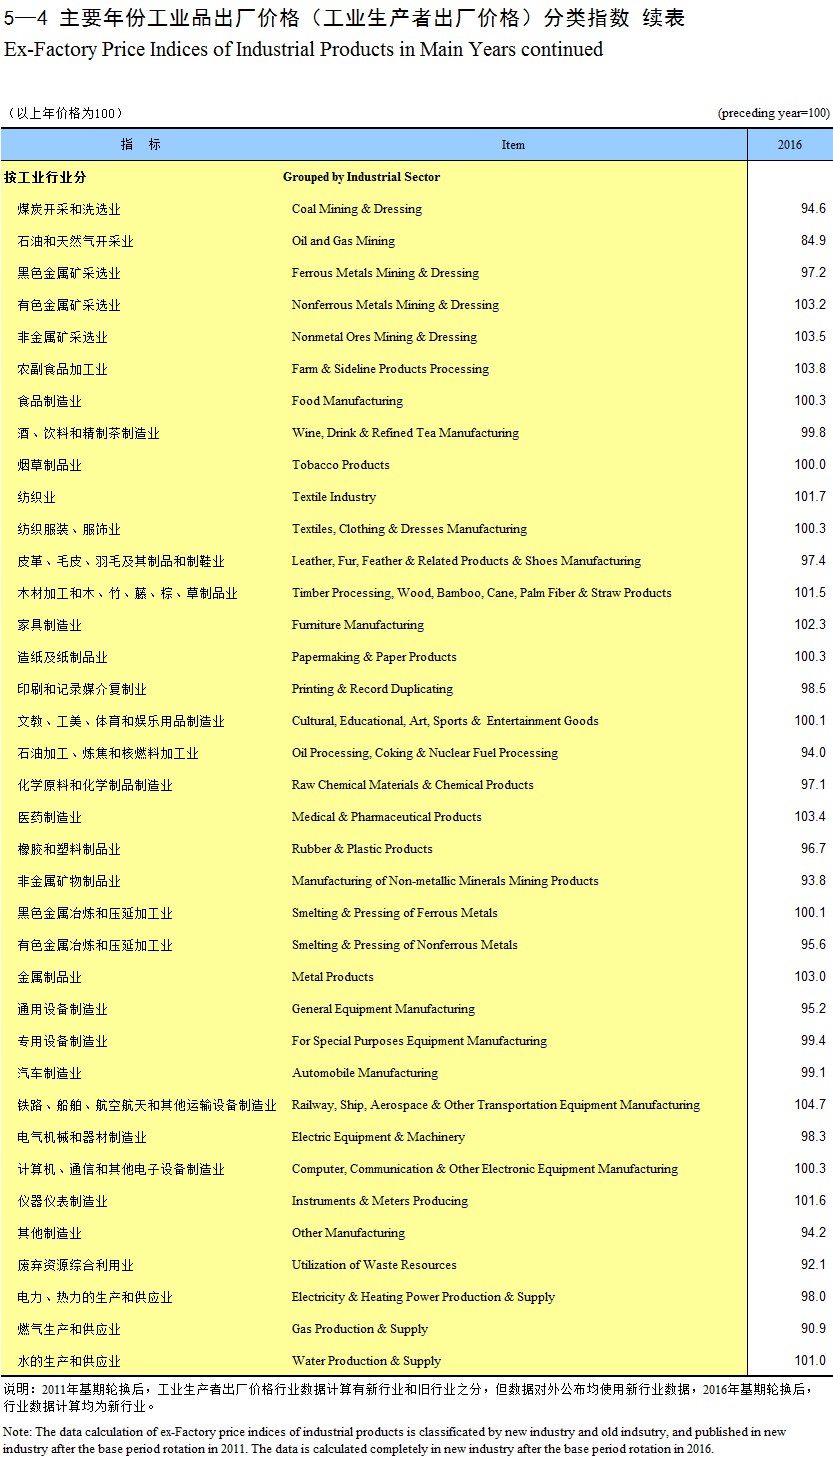 5—4 主要年份工业品出厂价格（工业生产者出厂价格）分类指数 续表
Ex-Factory Price Indices of Industrial Products in Main Years continued
（以上年价格为100） (preceding year=100)
指 标 Item 2016
按工业行业分 Grouped by Industrial Sector
煤炭开采和洗选业 Coal Mining & Dressing 94.6
石油和天然气开采业 Oil and Gas Mining 84.9
黑色金属矿采选业 Ferrous Metals Mining & Dressing 97.2
有色金属矿采选业 Nonferrous Metals Mining & Dressing 103.2
非金属矿采选业 Nonmetal Ores Mining & Dressing 103.5
农副食品加工业 Farm & Sideline Products Processing 103.8
食品制造业 Food Manufacturing 100.3
酒、饮料和精制茶制造业 Wine, Drink & Refined Tea Manufacturing 99.8
烟草制品业 Tobacco Products 100.0
纺织业 Textile Industry 101.7
纺织服装、服饰业 Textiles, Clothing & Dresses Manufacturing 100.3
皮革、毛皮、羽毛及其制品和制鞋业 Leather, Fur, Feather & Related Products & Shoes Manufacturing 97.4
木材加工和木、竹、藤、棕、草制品业 Timber Processing, Wood, Bamboo, Cane, Palm Fiber & Straw Products 101.5
家具制造业 Furniture Manufacturing 102.3
造纸及纸制品业 Papermaking & Paper Products 100.3
印刷和记录媒介复制业 Printing & Record Duplicating 98.5
文教、工美、体育和娱乐用品制造业 Cultural, Educational, Art, Sports & Entertainment Goods 100.1
石油加工、炼焦和核燃料加工业 Oil Processing, Coking & Nuclear Fuel Processing 94.0
化学原料和化学制品制造业 Raw Chemical Materials & Chemical Products 97.1
医药制造业 Medical & Pharmaceutical Products 103.4
橡胶和塑料制品业 Rubber & Plastic Products 96.7
非金属矿物制品业 Manufacturing of Non-metallic Minerals Mining Products 93.8
黑色金属冶炼和压延加工业 Smelting & Pressing of Ferrous Metals 100.1
有色金属冶炼和压延加工业 Smelting & Pressing of Nonferrous Metals 95.6
金属制品业 Metal Products 103.0
通用设备制造业 General Equipment Manufacturing 95.2
专用设备制造业 For Special Purposes Equipment Manufacturing 99.4
汽车制造业 Automobile Manufacturing 99.1
铁路、船舶、航空航天和其他运输设备制造业 Railway, Ship, Aerospace & Other Transportation Equipment Manufacturing 104.7
电气机械和器材制造业 Electric Equipment & Machinery 98.3
计算机、通信和其他电子设备制造业 Computer, Communication & Other Electronic Equipment Manufacturing 100.3
仪器仪表制造业 Instruments & Meters Producing 101.6
其他制造业 Other Manufacturing 94.2
废弃资源综合利用业 Utilization of Waste Resources 92.1
电力、热力的生产和供应业 Electricity & Heating Power Production & Supply 98.0
燃气生产和供应业 Gas Production & Supply 90.9
水的生产和供应业 Water Production & Supply 101.0
说明：2011年基期轮换后，工业生产者出厂价格行业数据计算有新行业和旧行业之分，但数据对外公布均使用新行业数据，2016年基期轮换后，
行业数据计算均为新行业。
Note: The data calculation of ex-Factory price indices of industrial products is classificated by new industry and old indsutry, and published in new
industry after the base period rotation in 2011. The data is calculated completely in new industry after the base period rotation in 2016.